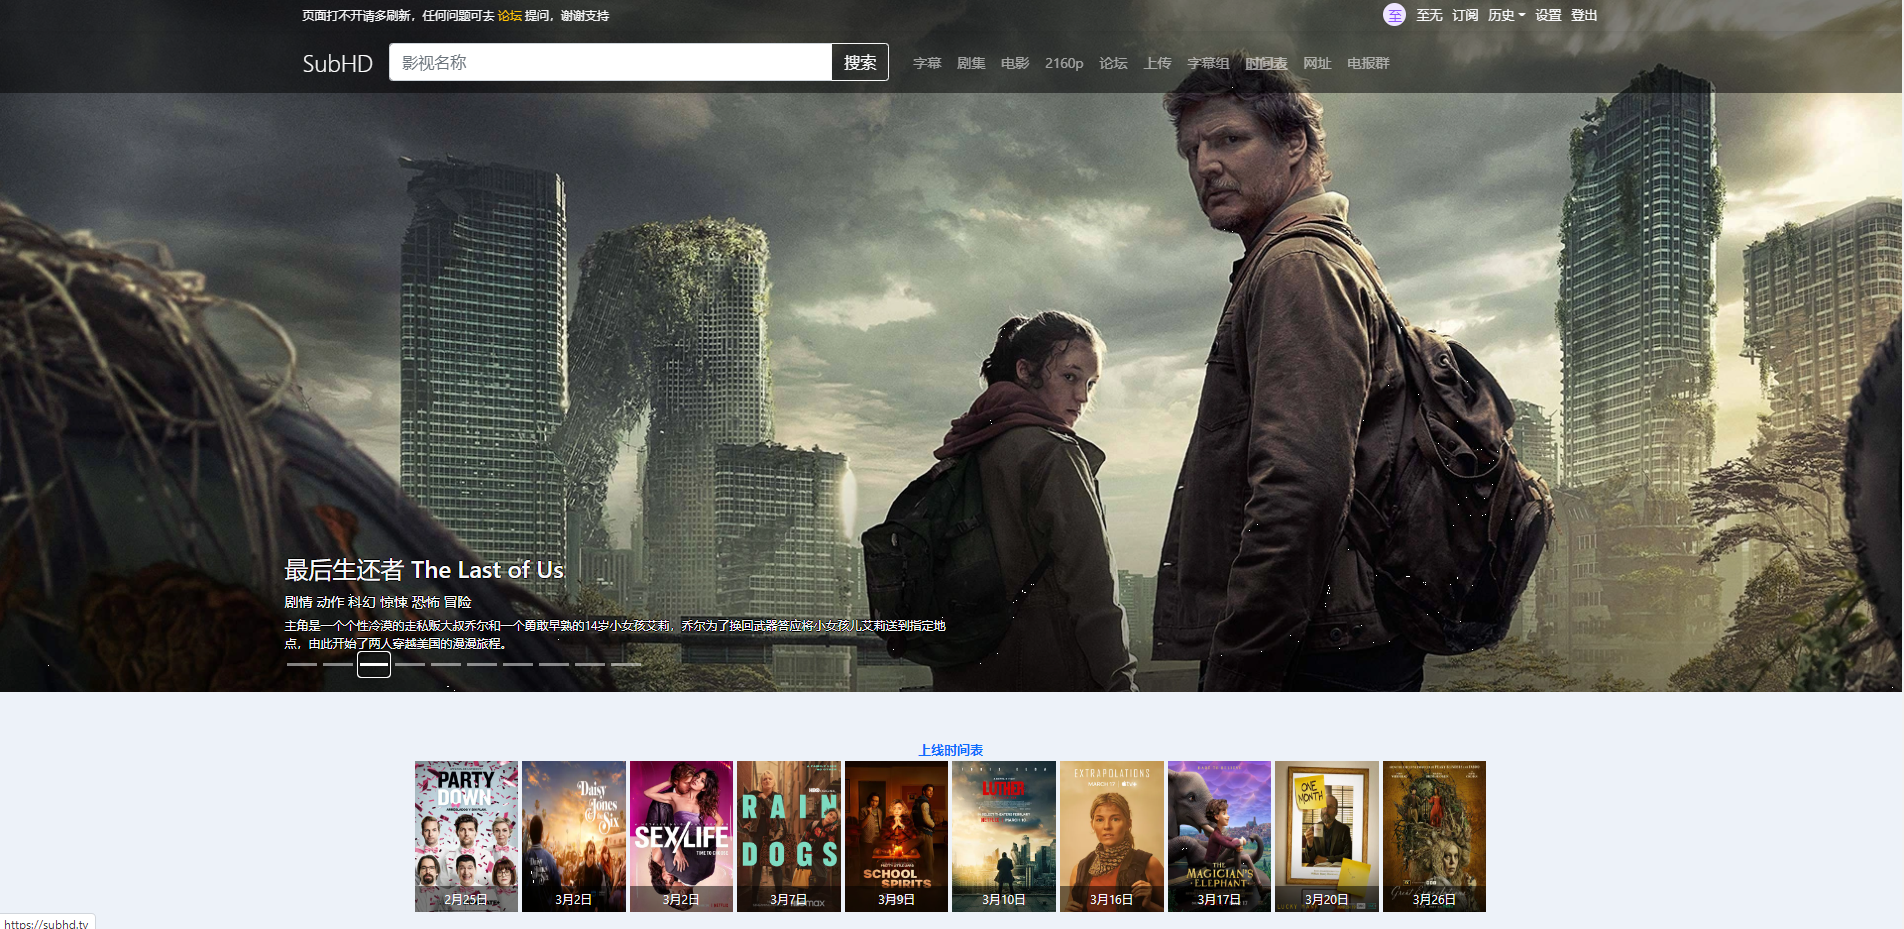 页面打不开请多刷新，任何问题可去 论坛 提问，谢谢支持
至 至无 订阅 历史 设置 登出
SubHD 影视名称 搜索 字幕 剧集 电影 2160p 论坛 上传 字幕组 时间表 网址 电报群
最后生还者 The Last of Us
剧情 动作 科幻 惊悚 恐怖 冒险
主角是一个个性冷漠的走私贩大叔乔尔和一个勇敢早熟的14岁小女孩艾莉，乔尔为了换回武器答应将小女孩儿艾莉送到指定地
点，由此开始了两人穿越美国的漫漫旅程。
上线时间表
PARTY
DOWN
2月25日
Daisy
Jones
Six
3月2日
SEX/LIFE
3月2日
RAIN
DOGS
3月7日
SCHOOL
SPIRITS
3月9日
LUTHER
3月10日
EXTRAPOLATIONS
MARCH 17
3月16日
THE
MAGICIAN'S
ELEPHANT
3月17日
ONE
MONTH
3月20日
3月26日
https://subhd.tv